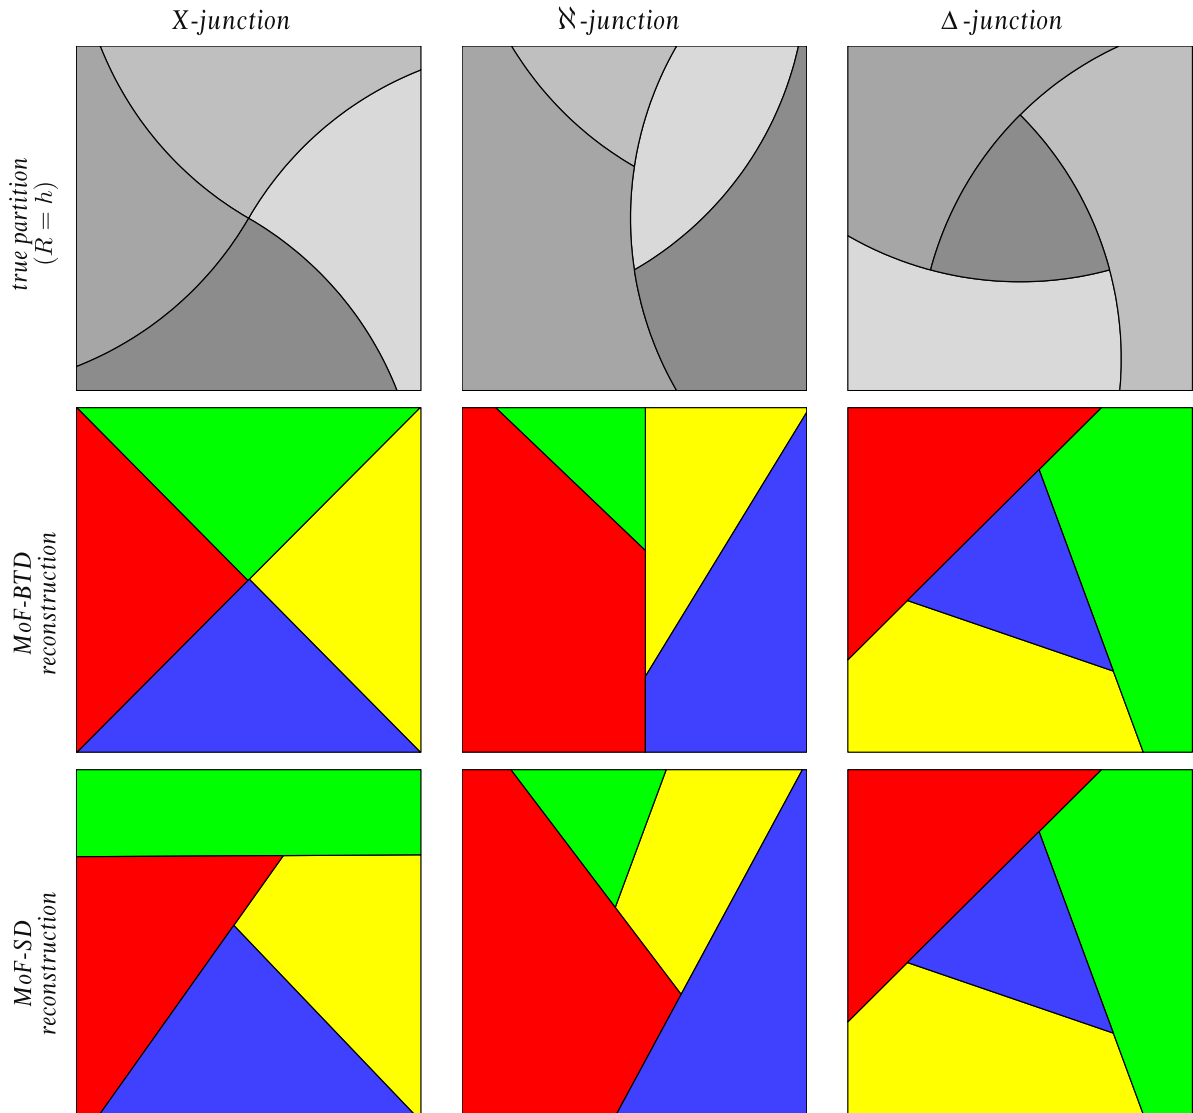 X-junction
ℵ-junction
Δ-junction
true partition
(R = h)
MoF-BTD
reconstruction
MoF-SD
reconstruction